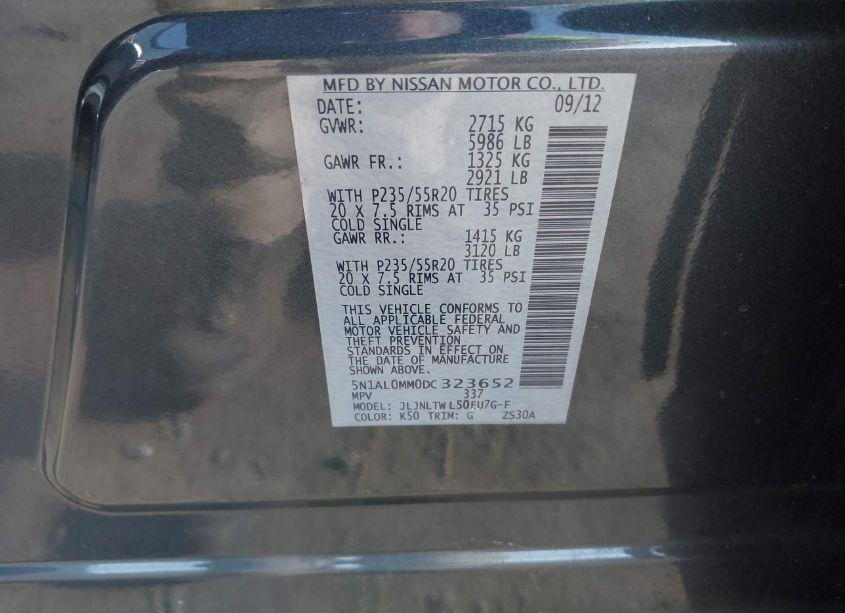 MFD BY NISSAN MOTOR CO., LTD.
DATE: 09/12
GVWR: 2715 KG
5986 LB
GAWR FR.: 1325 KG
2921 LB
WITH P235/55R20 TIRES
20 X 7.5 RIMS AT 35 PSI
COLD SINGLE
GAWR RR.: 1415 KG
3120 LB
WITH P235/55R20 TIRES
20 X 7.5 RIMS AT 35 PSI
COLD SINGLE
THIS VEHICLE CONFORMS TO
ALL APPLICABLE FEDERAL
MOTOR VEHICLE SAFETY AND
THEFT PREVENTION
STANDARDS IN EFFECT ON
THE DATE OF MANUFACTURE
SHOWN ABOVE.
5N1AL0MM0DC 323652
MPV 337
MODEL: JLJNLTW L50EU7G-F
COLOR: K50 TRIM: G ZS30A